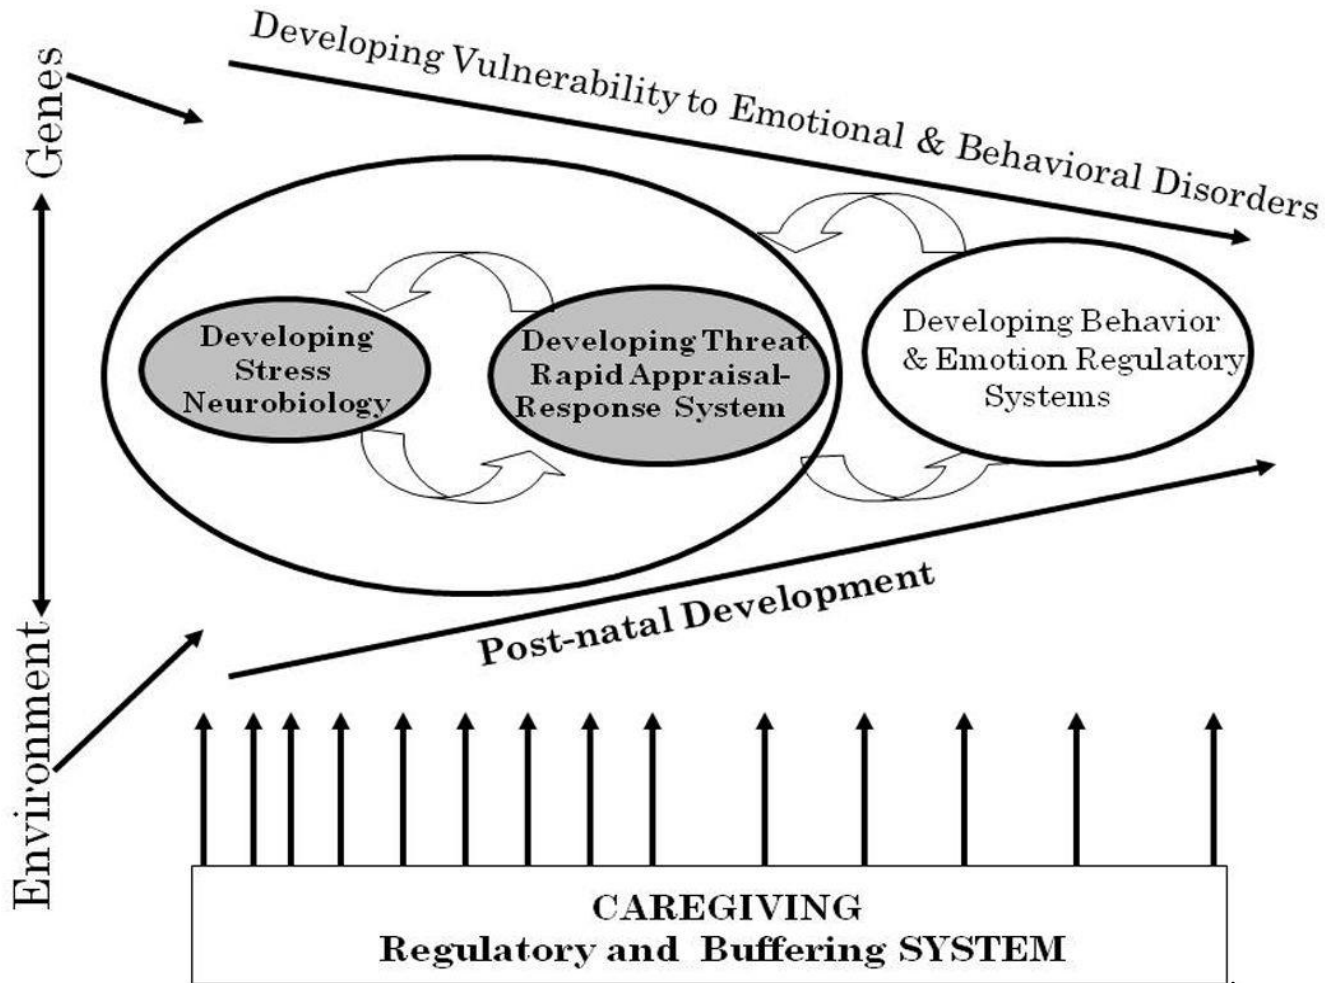 Developing Vulnerability to Emotional & Behavioral Disorders
Genes
Developing
Stress
Neurobiology
Developing Threat
Rapid Appraisal-
Response System
Developing Behavior
& Emotion Regulatory
Systems
Post-natal Development
Environment
CAREGIVING
Regulatory and Buffering SYSTEM